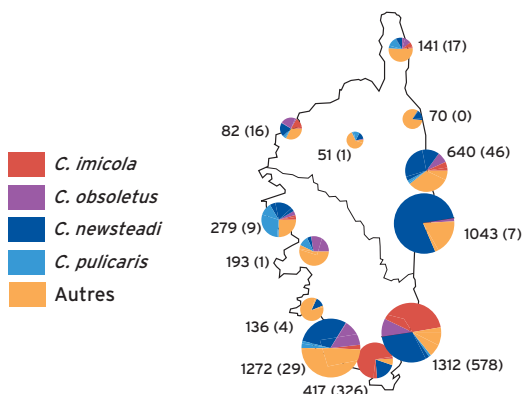 141 (17)
70 (0)
82 (16)
51 (1)
640 (46)
C. imicola
C. obsoletus
C. newsteadi
C. pulicaris
Autres
279 (9)
1043 (7)
193 (1)
136 (4)
1272 (29)
1312 (578)
417 (326)